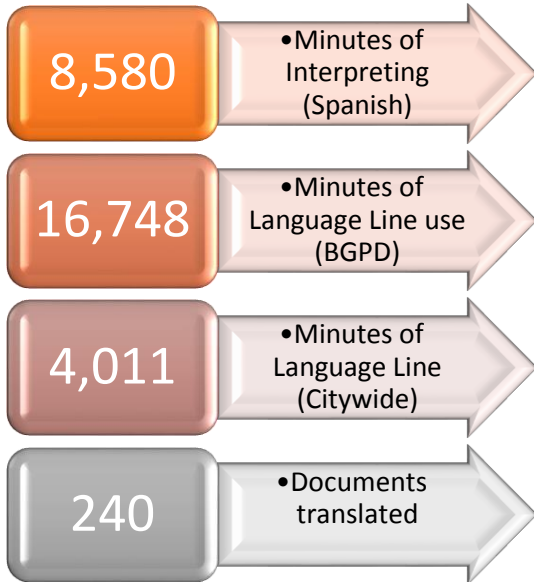 8,580
•Minutes of
Interpreting
(Spanish)
16,748
•Minutes of
Language Line use
(BGPD)
4,011
•Minutes of
Language Line
(Citywide)
240
•Documents
translated